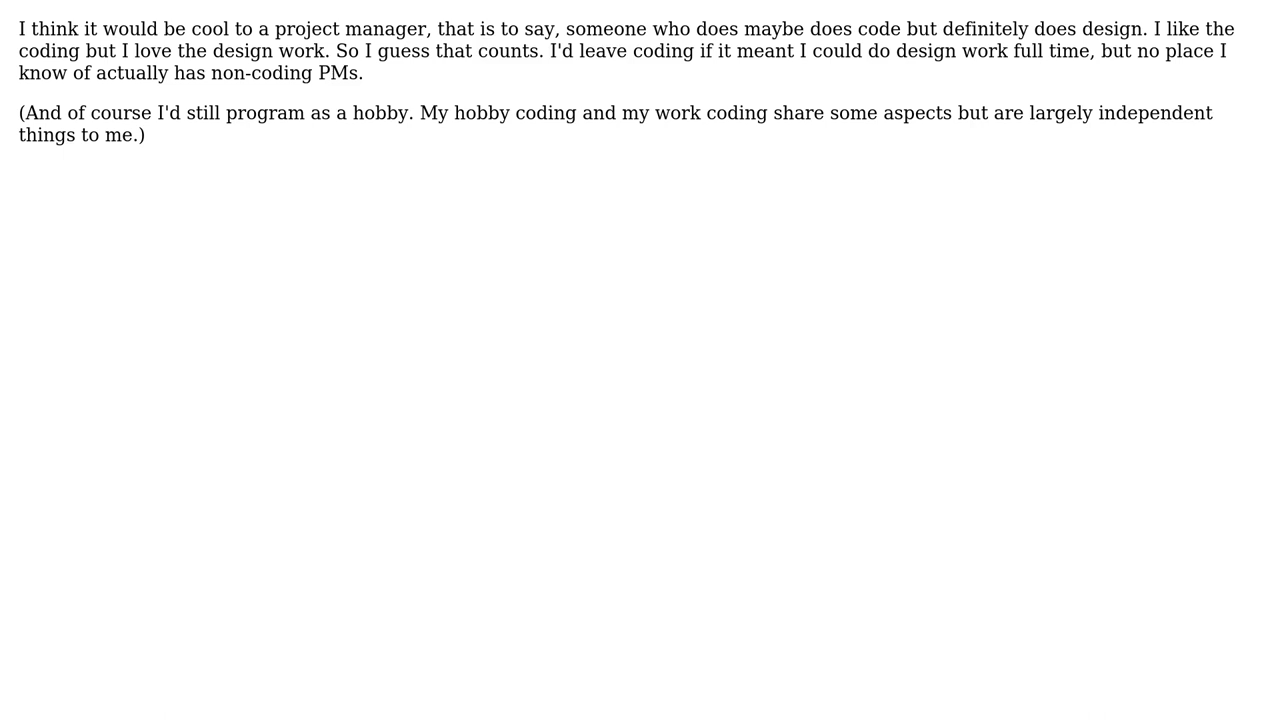 I think it would be cool to a project manager, that is to say, someone who does maybe does code but definitely does design. I like the
coding but I love the design work. So I guess that counts. I'd leave coding if it meant I could do design work full time, but no place I
know of actually has non-coding PMs.
(And of course I'd still program as a hobby. My hobby coding and my work coding share some aspects but are largely independent
things to me.)